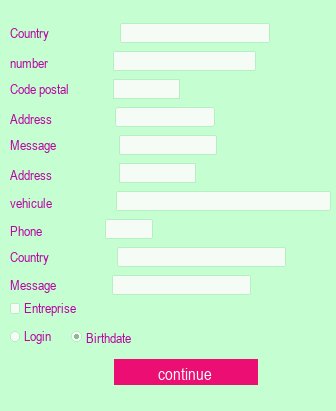 Country
number
Code postal
Address
Message
Address
vehicule
Phone
Country
Message
Entreprise
Login Birthdate
continue